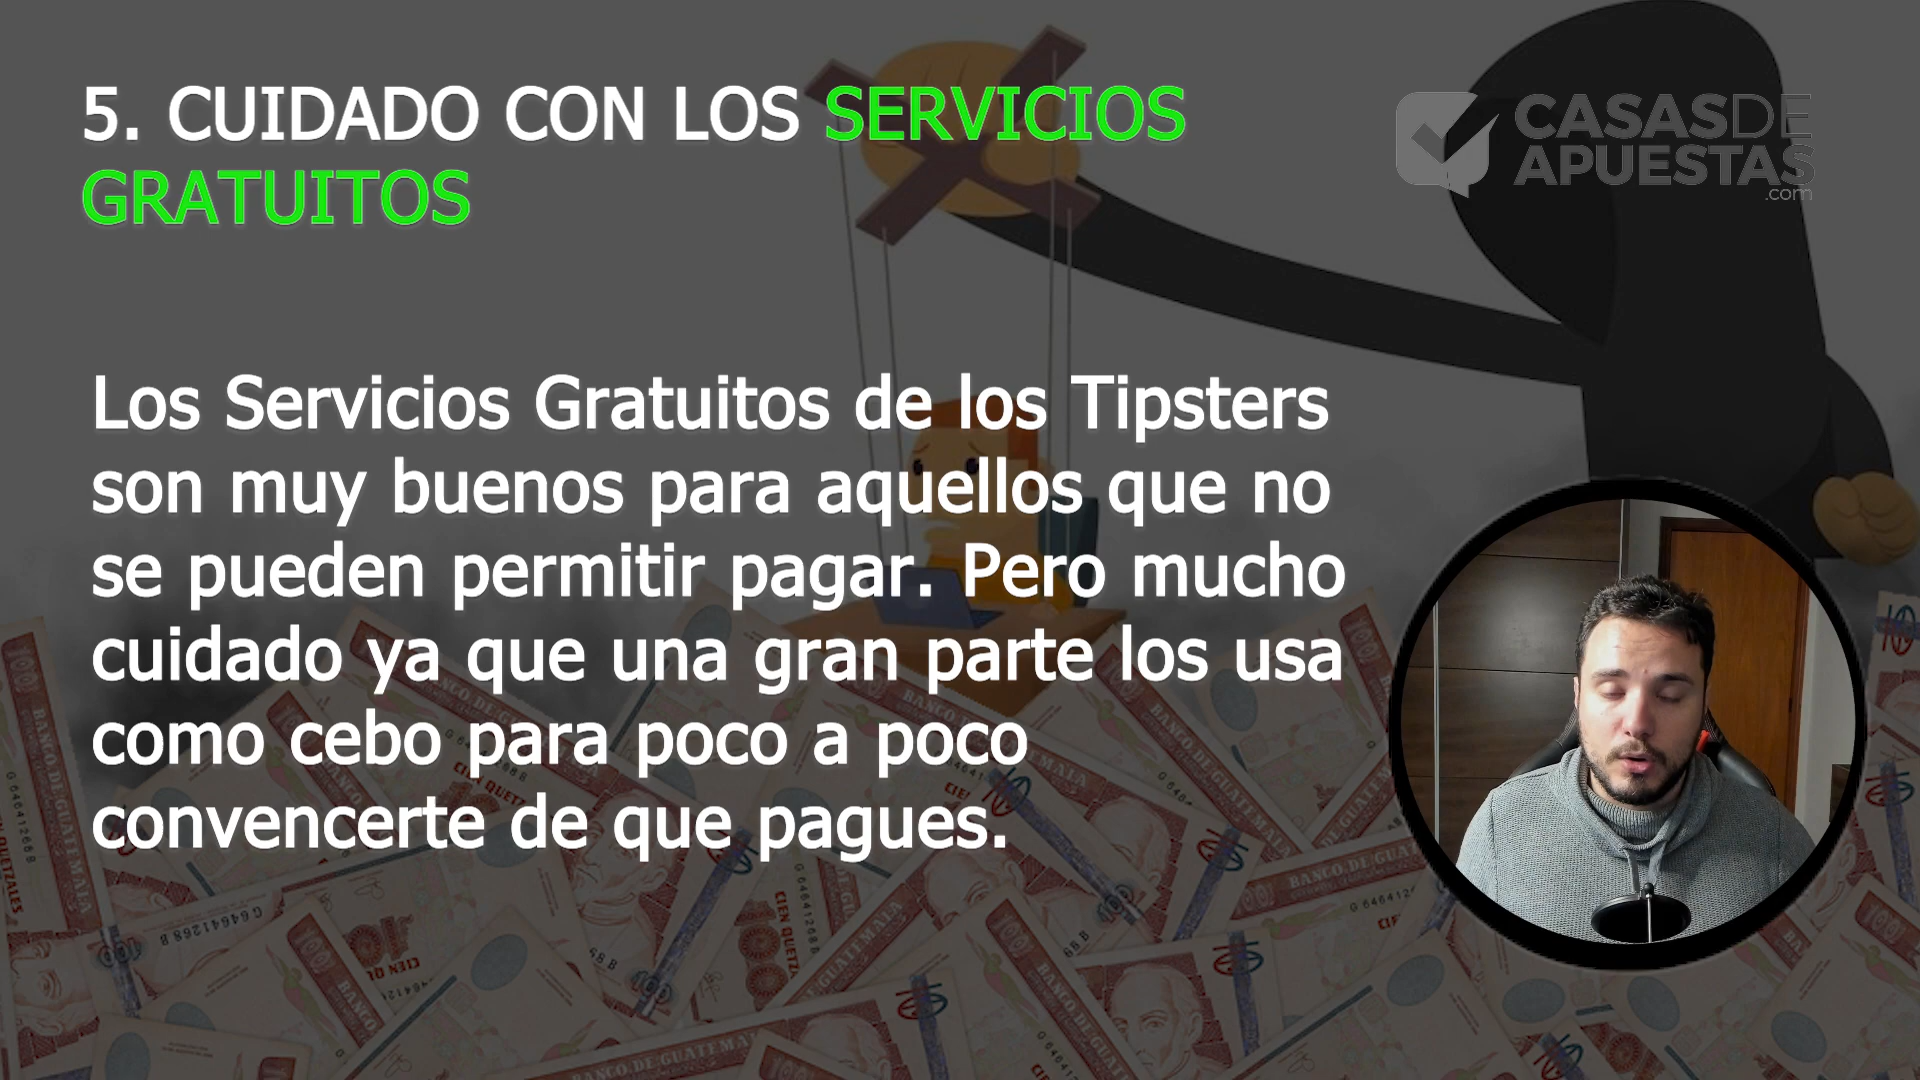 5. CUIDADO CON LOS SERVICIOS
GRATUITOS
CASASDE
APUESTAS
.com
Los Servicios Gratuitos de los Tipsters
son muy buenos para aquellos que no
se pueden permitir pagar. Pero mucho
cuidado ya que una gran parte los usa
como cebo para poco a poco
convencerte de que pagues.